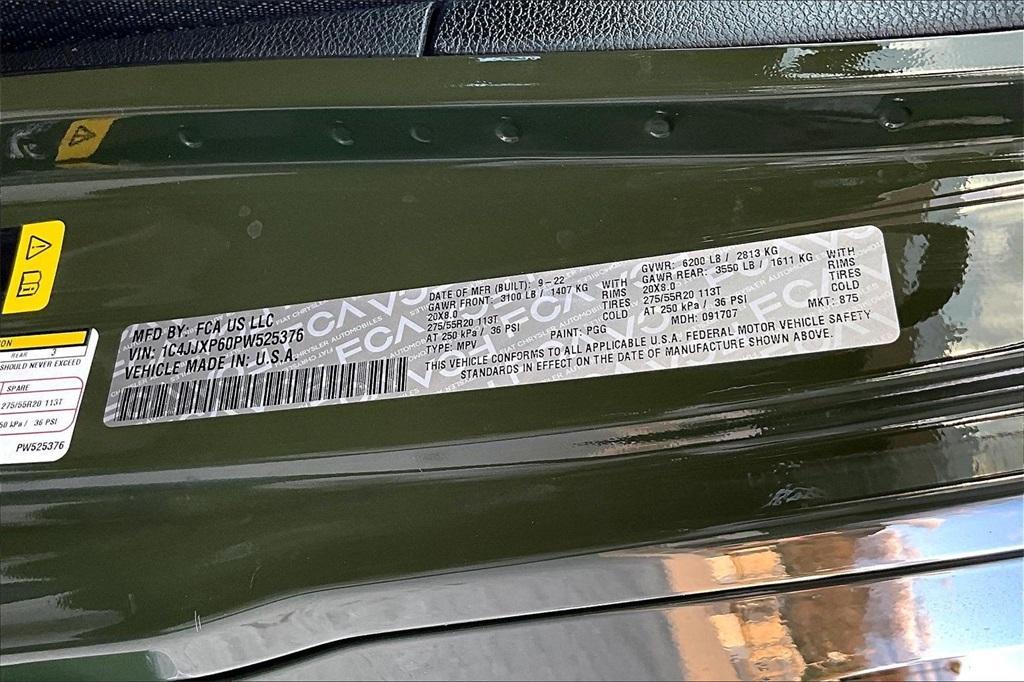 MFD BY: FCA US LLC
VIN: 1C4JJXP60PW525376
VEHICLE MADE IN U.S.A.
DATE OF MFR (BUILT): 9-22
GAWR FRONT: 3100 LB / 1407 KG WITH
20X8.0 RIMS
275/55R20 113T TIRES
AT 250 kPa / 36 PSI COLD
TYPE: MPV PAINT: PGG
GVWR: 6200 LB / 2813 KG
GAWR REAR: 3550 LB / 1611 KG WITH
20X8.0 RIMS
275/55R20 113T TIRES
AT 250 kPa / 36 PSI COLD
MDH: 091707 MKT: 875
THIS VEHICLE CONFORMS TO ALL APPLICABLE U.S.A. FEDERAL MOTOR VEHICLE SAFETY
STANDARDS IN EFFECT ON THE DATE OF MANUFACTURE SHOWN ABOVE.
REAR 3
SHOULD NEVER EXCEED
SPARE
275/55R20 113T
50 kPa / 36 PSI
PW525376